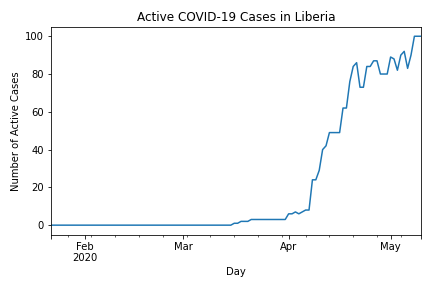 Active COVID-19 Cases in Liberia
Number of Active Cases
100
80
60
40
20
0
Feb
2020
Mar
Apr
May
Day